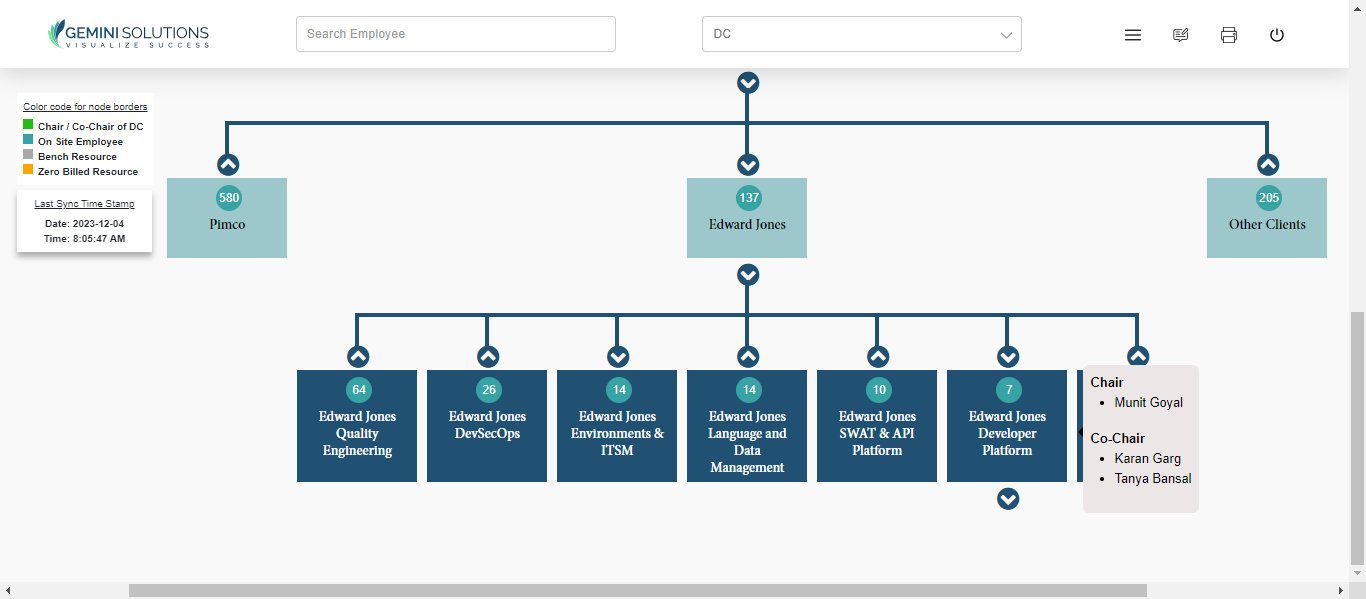 GEMINI SOLUTIONS
VISUALIZE SUCCESS
Search Employee
DC
Color code for node borders
Chair / Co-Chair of DC
On Site Employee
Bench Resource
Zero Billed Resource
Last Sync Time Stamp
Date: 2023-12-04
Time: 8:05:47 AM
580
Pimco
137
Edward Jones
205
Other Clients
64
Edward Jones
Quality
Engineering
26
Edward Jones
DevSecOps
14
Edward Jones
Environments &
ITSM
14
Edward Jones
Language and
Data
Management
10
Edward Jones
SWAT & API
Platform
7
Edward Jones
Developer
Platform
Chair
• Munit Goyal
Co-Chair
• Karan Garg
• Tanya Bansal